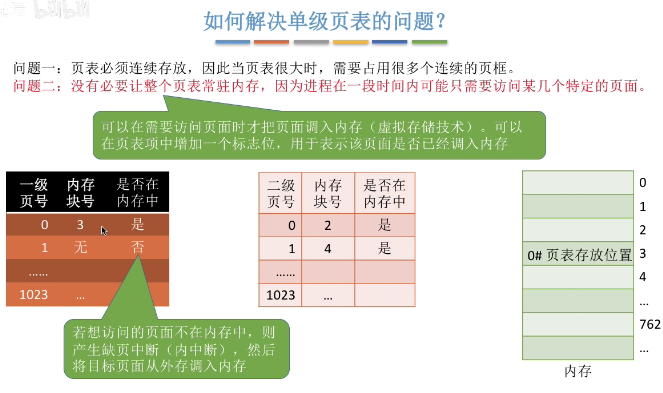 bilibili
如何解决单级页表的问题？
问题一：页表必须连续存放，因此当页表很大时，需要占用很多个连续的页框。
问题二：没有必要让整个页表常驻内存，因为进程在一段时间内可能只需要访问某几个特定的页面。
可以在需要访问页面时才把页面调入内存（虚拟存储技术）。可以
在页表项中增加一个标志位，用于表示该页面是否已经调入内存
一级页号 内存块号 是否在内存中
0 3 是
1 无 否
……
1023 …
二级页号 内存块号 是否在内存中
0 2 是
1 4 是
……
1023 …
0
1
2
0# 页表存放位置 3
4
…
762
…
内存
若想访问的页面不在内存中，则
产生缺页中断（内中断），然后
将目标页面从外存调入内存